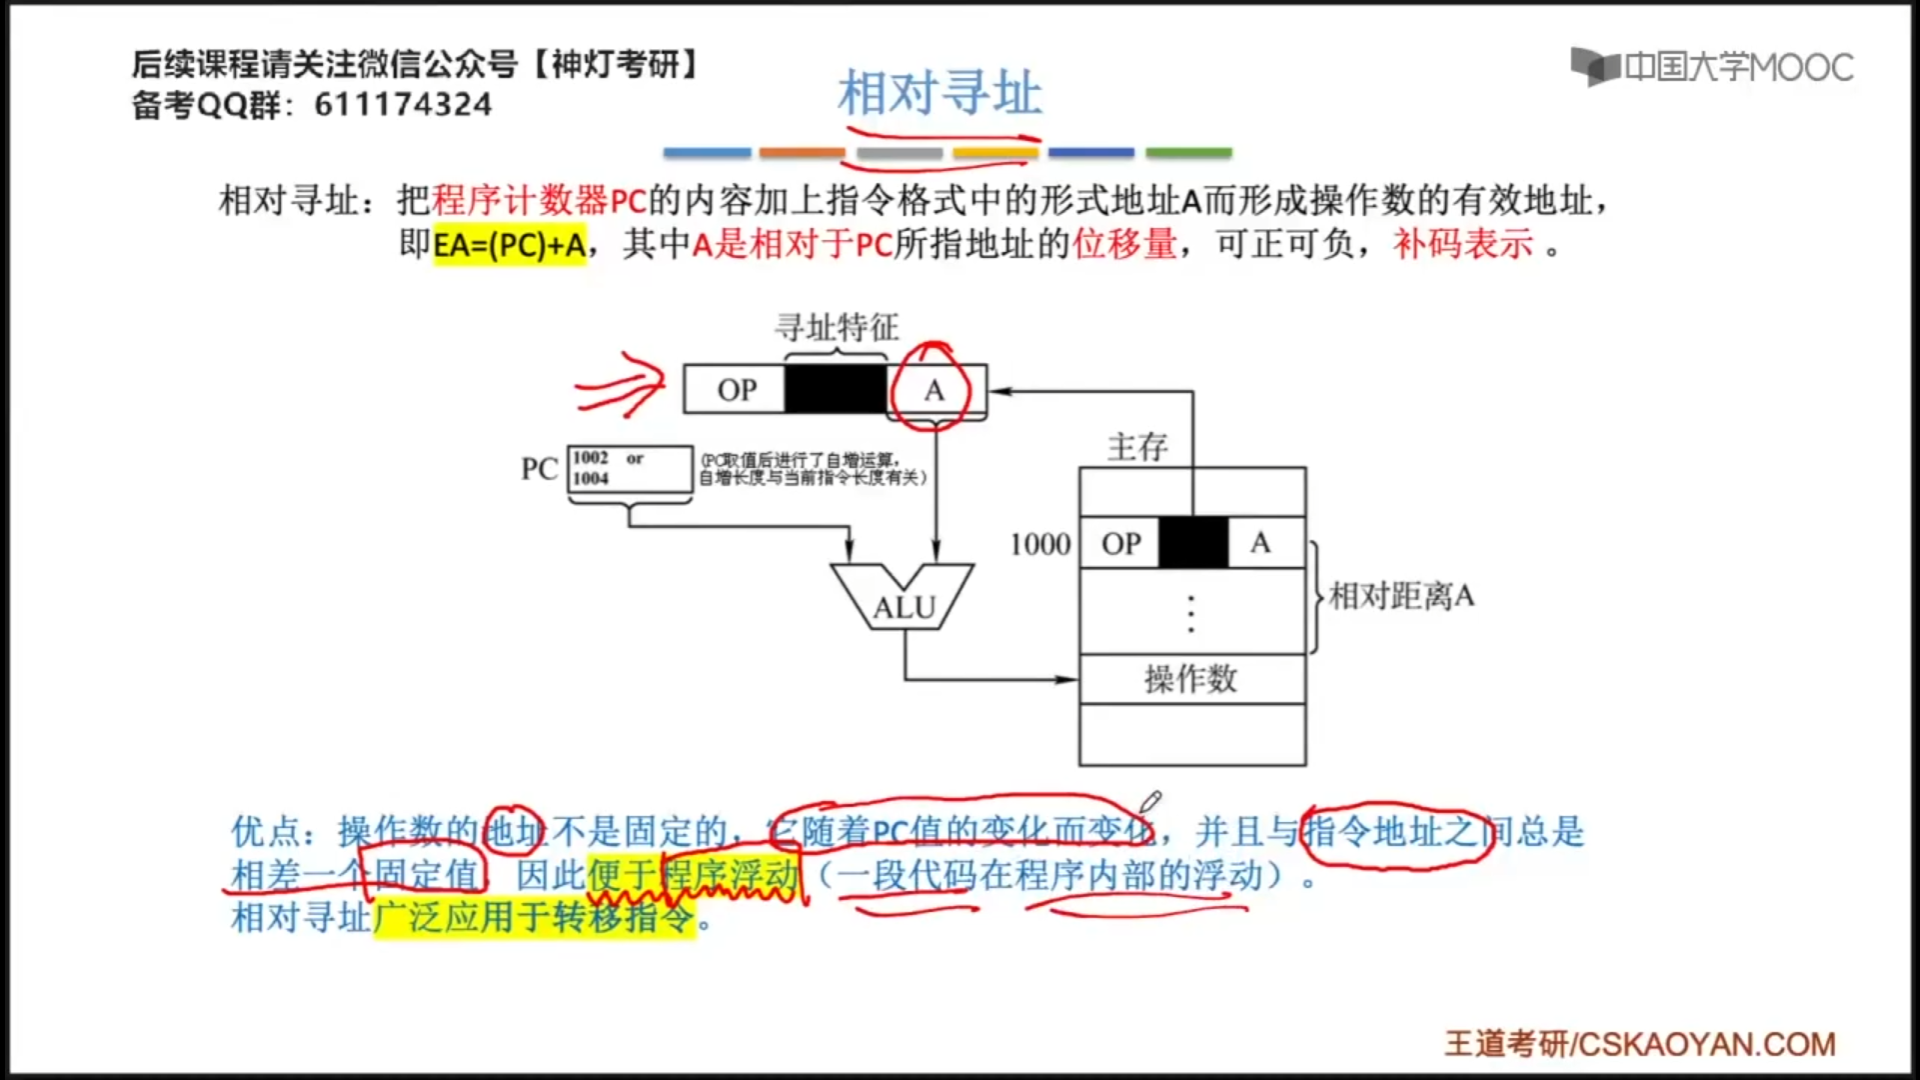 后续课程请关注微信公众号【神灯考研】
备考QQ群：611174324
中国大学MOOC
相对寻址
相对寻址：把程序计数器PC的内容加上指令格式中的形式地址A而形成操作数的有效地址，
即EA=(PC)+A，其中A是相对于PC所指地址的位移量，可正可负，补码表示 。
寻址特征
OP
A
PC
1002 or
1004
(PC取值后进行了自增运算，
自增长度与当前指令长度有关）
主存
1000
OP
A
ALU
相对距离A
操作数
优点：操作数的地址不是固定的，它随着PC值的变化而变化，并且与指令地址之间总是
相差一个固定值 因此便于程序浮动（一段代码在程序内部的浮动）。
相对寻址广泛应用于转移指令。
王道考研/CSKAOYAN.COM